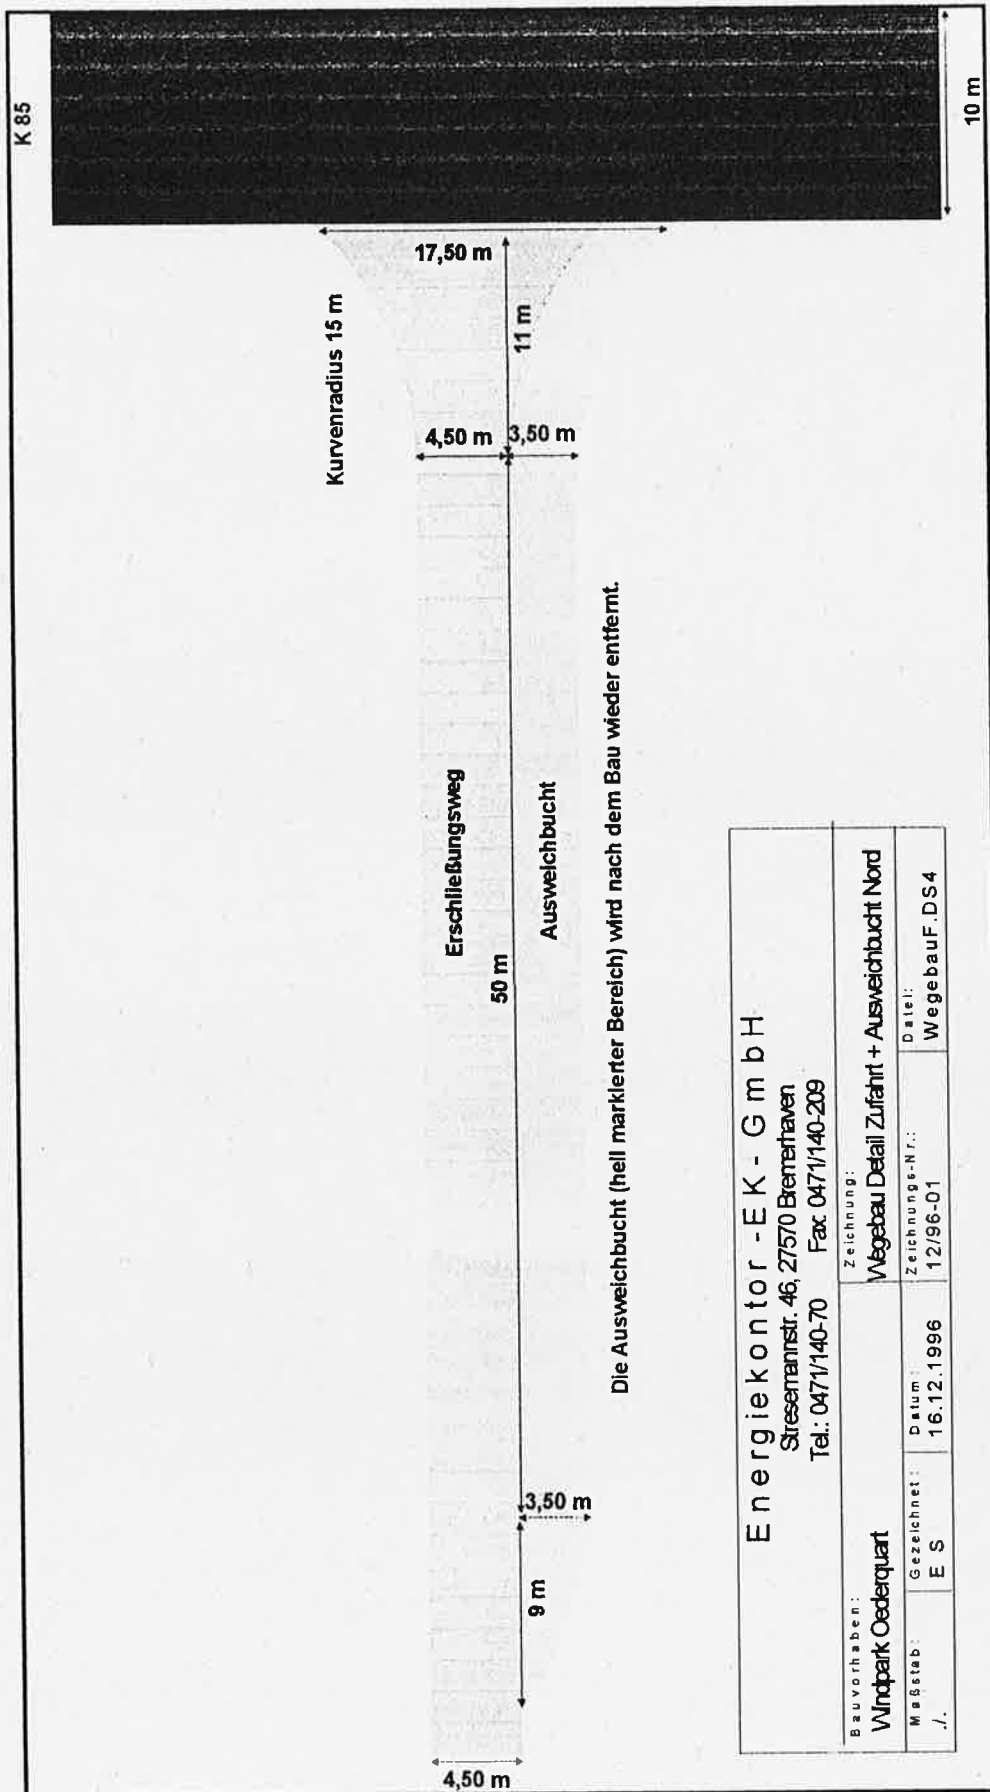 K 85
10 m
17,50 m
11 m
Kurvenradius 15 m
4,50 m
3,50 m
Erschließungsweg
50 m
Ausweichbucht
Die Ausweichbucht (hell markierter Bereich) wird nach dem Bau wieder entfernt.
3,50 m
9 m
4,50 m
Energiekontor - EK - GmbH
Stresemannstr. 46, 27570 Bremerhaven
Tel.: 0471/140-70 Fax: 0471/140-209
Bauvorhaben:
Windpark Oederquart
Zeichnung:
Wegebau Detail Zufahrt + Ausweichbucht Nord
Maßstab:
./.
Gezeichnet:
E S
Datum:
16.12.1996
Zeichnungs-Nr.:
12/96-01
Datei:
WegebauF.DS4